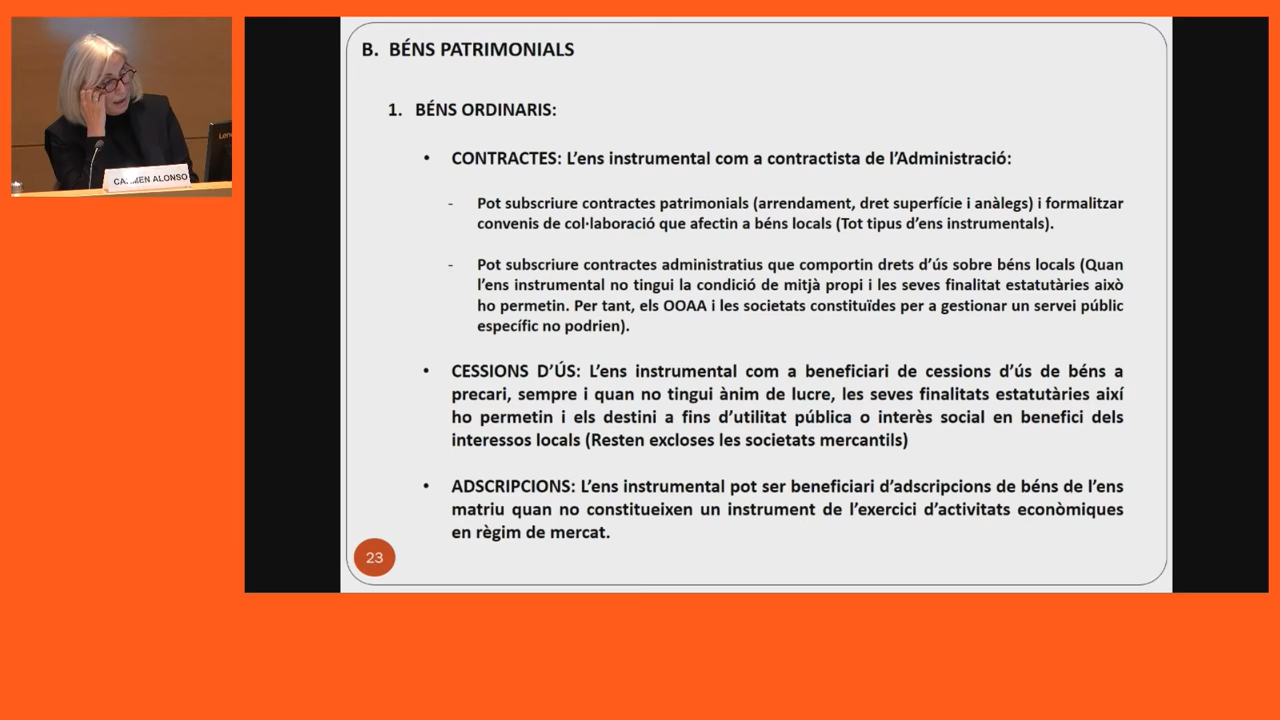 B. BÉNS PATRIMONIALS
1. BÉNS ORDINARIS:
• CONTRACTES: L’ens instrumental com a contractista de l’Administració:
- Pot subscriure contractes patrimonials (arrendament, dret superfície i anàlegs) i formalitzar
convenis de col·laboració que afectin a béns locals (Tot tipus d’ens instrumentals).
- Pot subscriure contractes administratius que comportin drets d’ús sobre béns locals (Quan
l’ens instrumental no tingui la condició de mitjà propi i les seves finalitat estatutàries això
ho permetin. Per tant, els OOAA i les societats constituïdes per a gestionar un servei públic
específic no podrien).
• CESSIONS D’ÚS: L’ens instrumental com a beneficiari de cessions d’ús de béns a
precari, sempre i quan no tingui ànim de lucre, les seves finalitats estatutàries així
ho permetin i els destini a fins d’utilitat pública o interès social en benefici dels
interessos locals (Resten excloses les societats mercantils)
• ADSCRIPCIONS: L’ens instrumental pot ser beneficiari d’adscripcions de béns de l’ens
matriu quan no constitueixen un instrument de l’exercici d’activitats econòmiques
en règim de mercat.
23
CARMEN ALONSO